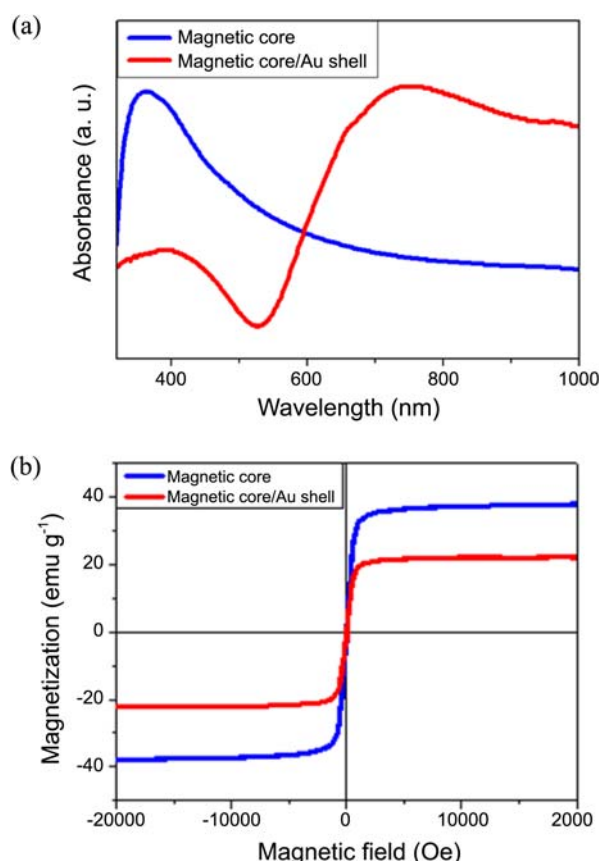 (a)
Magnetic core
Magnetic core/Au shell
Absorbance (a. u.)
400 600 800 1000
Wavelength (nm)
(b)
Magnetic core
Magnetic core/Au shell
40
20
0
-20
-40
Magnetization (emu g⁻¹)
-20000 -10000 0 10000 2000
Magnetic field (Oe)